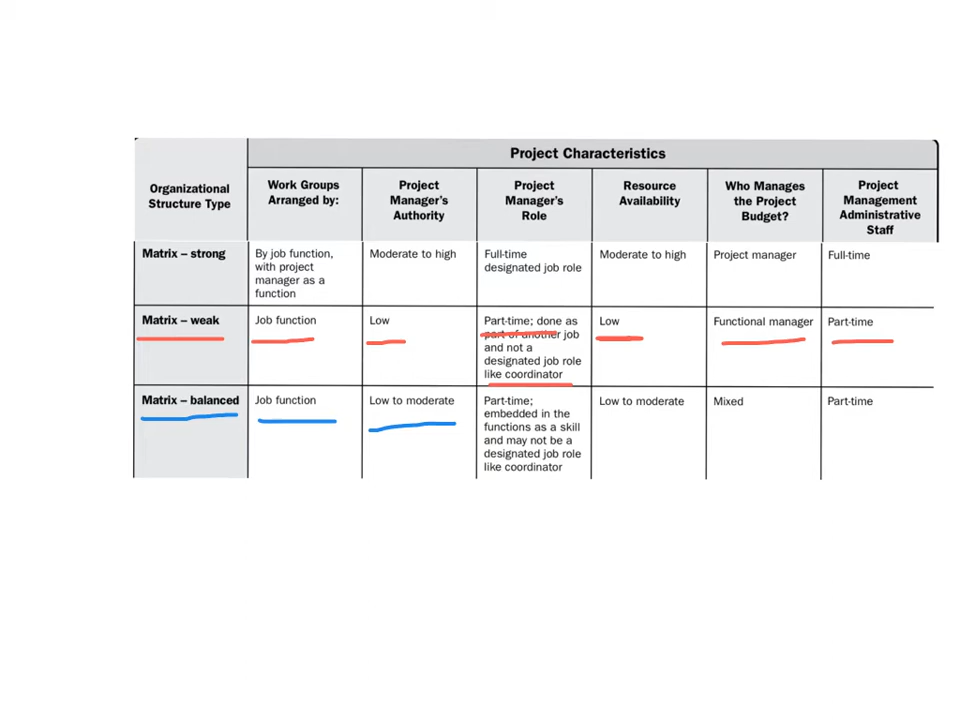 Project Characteristics
Organizational
Structure Type
Work Groups
Arranged by:
Project
Manager's
Authority
Project
Manager's
Role
Resource
Availability
Who Manages
the Project
Budget?
Project
Management
Administrative
Staff
Matrix – strong
By job function,
with project
manager as a
function
Moderate to high
Full-time
designated job role
Moderate to high
Project manager
Full-time
Matrix – weak
Job function
Low
Part-time; done as
part of another job
and not a
designated job role
like coordinator
Low
Functional manager
Part-time
Matrix – balanced
Job function
Low to moderate
Part-time;
embedded in the
functions as a skill
and may not be a
designated job role
like coordinator
Low to moderate
Mixed
Part-time